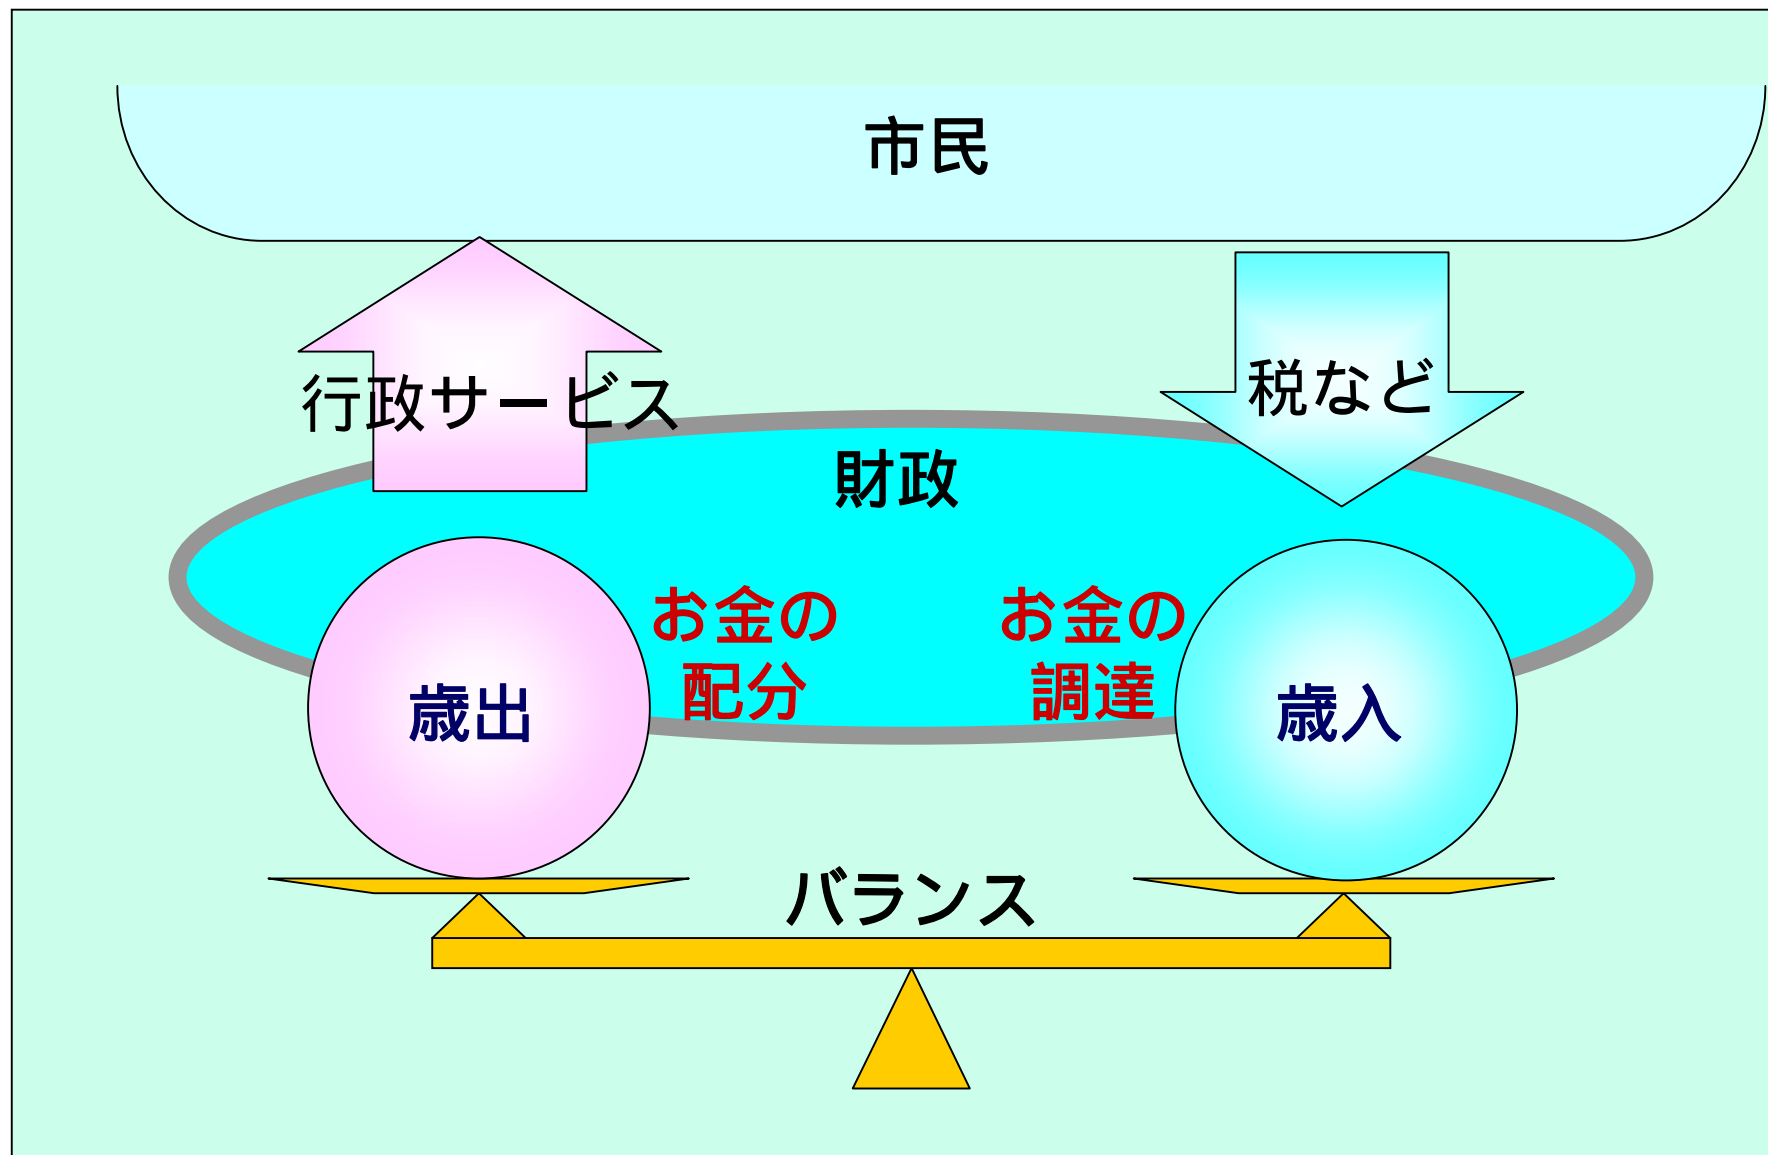 市民
行政サービス
税など
財政
お金の
配分
お金の
調達
歳出
歳入
バランス